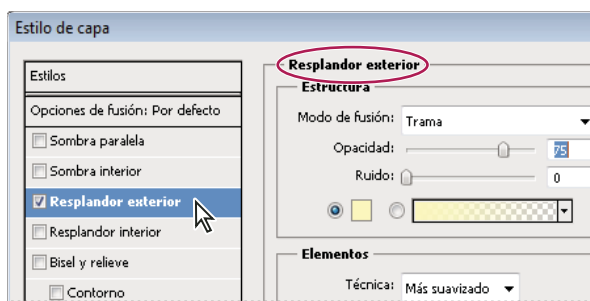 Estilo de capa
Estilos
Opciones de fusión: Por defecto
Sombra paralela
Sombra interior
Resplandor exterior
Resplandor interior
Bisel y relieve
Contorno
Resplandor exterior
Estructura
Modo de fusión: Trama
Opacidad: 75
Ruido: 0
Elementos
Técnica: Más suavizado